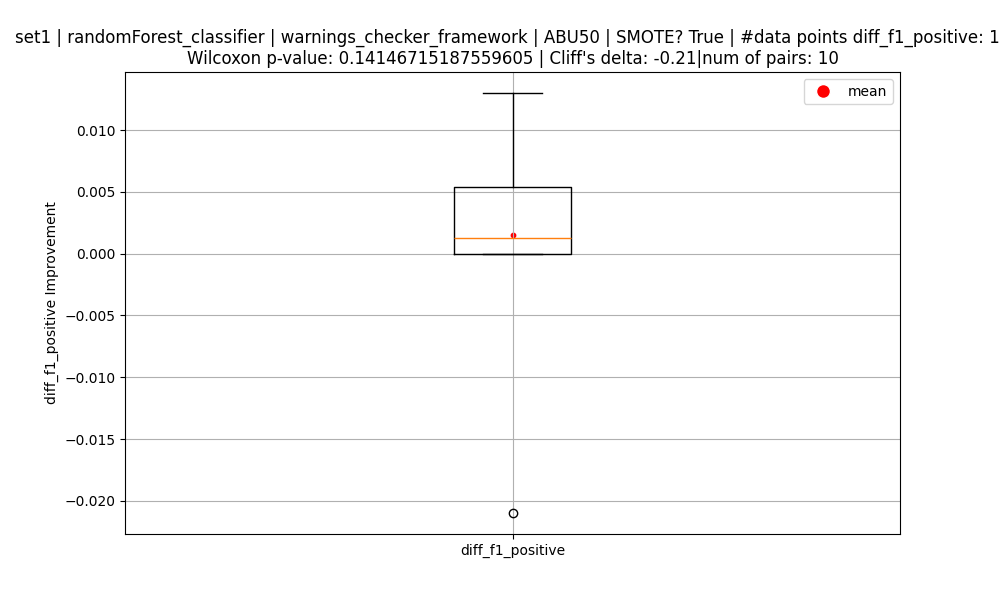 set1 | randomForest_classifier | warnings_checker_framework | ABU50 | SMOTE? True | #data points diff_f1_positive: 1
Wilcoxon p-value: 0.14146715187559605 | Cliff's delta: -0.21|num of pairs: 10
mean
0.010
0.005
0.000
−0.005
−0.010
−0.015
−0.020
diff_f1_positive Improvement
diff_f1_positive